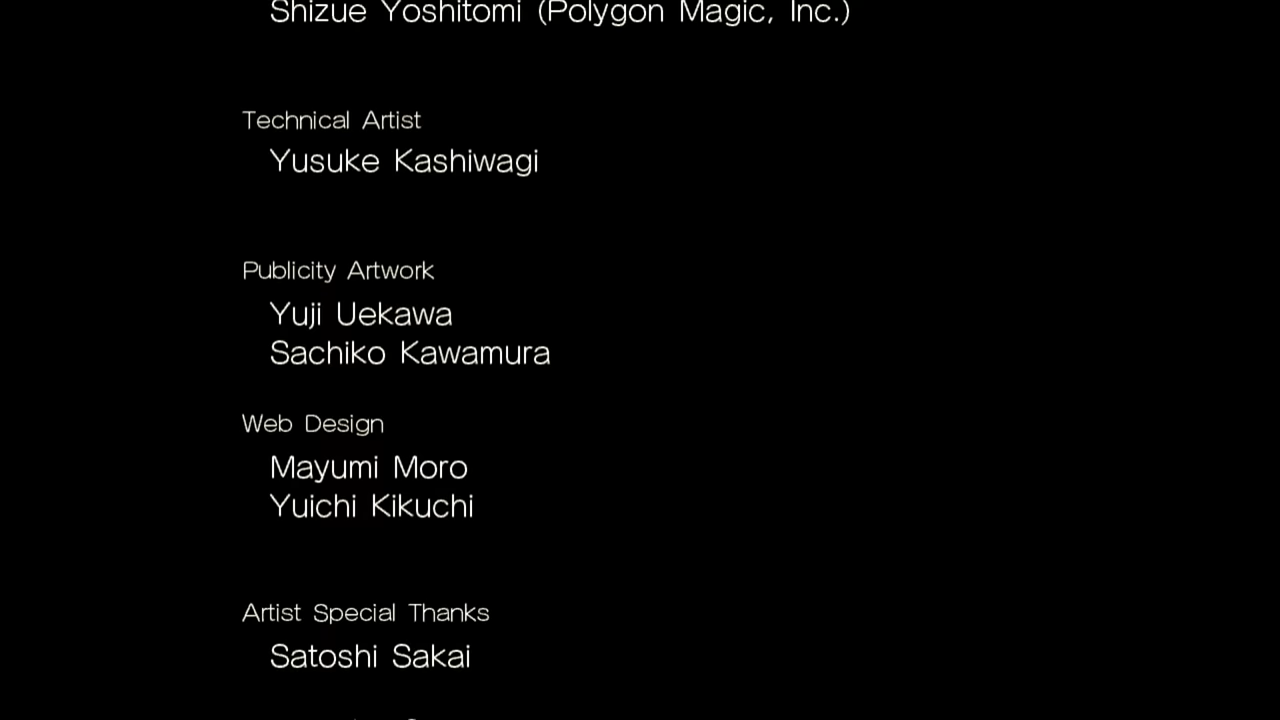 Shizue Yoshitomi (Polygon Magic, Inc.)
Technical Artist
Yusuke Kashiwagi
Publicity Artwork
Yuji Uekawa
Sachiko Kawamura
Web Design
Mayumi Moro
Yuichi Kikuchi
Artist Special Thanks
Satoshi Sakai